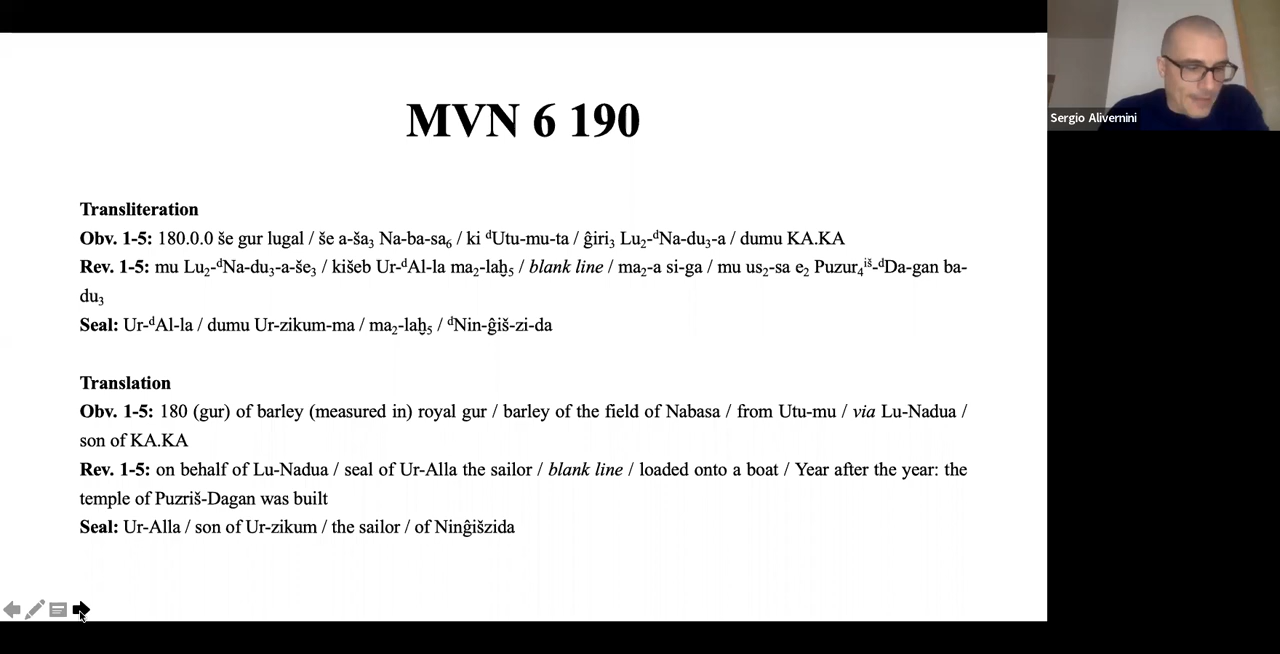 MVN 6 190
Transliteration
Obv. 1-5: 180.0.0 še gur lugal / še a-ša₃ Na-ba-sa₆ / ki ᵈUtu-mu-ta / ĝiri₃ Lu₂-ᵈNa-du₃-a / dumu KA.KA
Rev. 1-5: mu Lu₂-ᵈNa-du₃-a-še₃ / kišeb Ur-ᵈAl-la ma₂-laḫ₅ / blank line / ma₂-a si-ga / mu us₂-sa e₂ Puzur₄ⁱˢ̌-ᵈDa-gan ba-
du₃
Seal: Ur-ᵈAl-la / dumu Ur-zikum-ma / ma₂-laḫ₅ / ᵈNin-ĝiš-zi-da
Translation
Obv. 1-5: 180 (gur) of barley (measured in) royal gur / barley of the field of Nabasa / from Utu-mu / via Lu-Nadua /
son of KA.KA
Rev. 1-5: on behalf of Lu-Nadua / seal of Ur-Alla the sailor / blank line / loaded onto a boat / Year after the year: the
temple of Puzriš-Dagan was built
Seal: Ur-Alla / son of Ur-zikum / the sailor / of Ninĝišzida
Sergio Alivernini